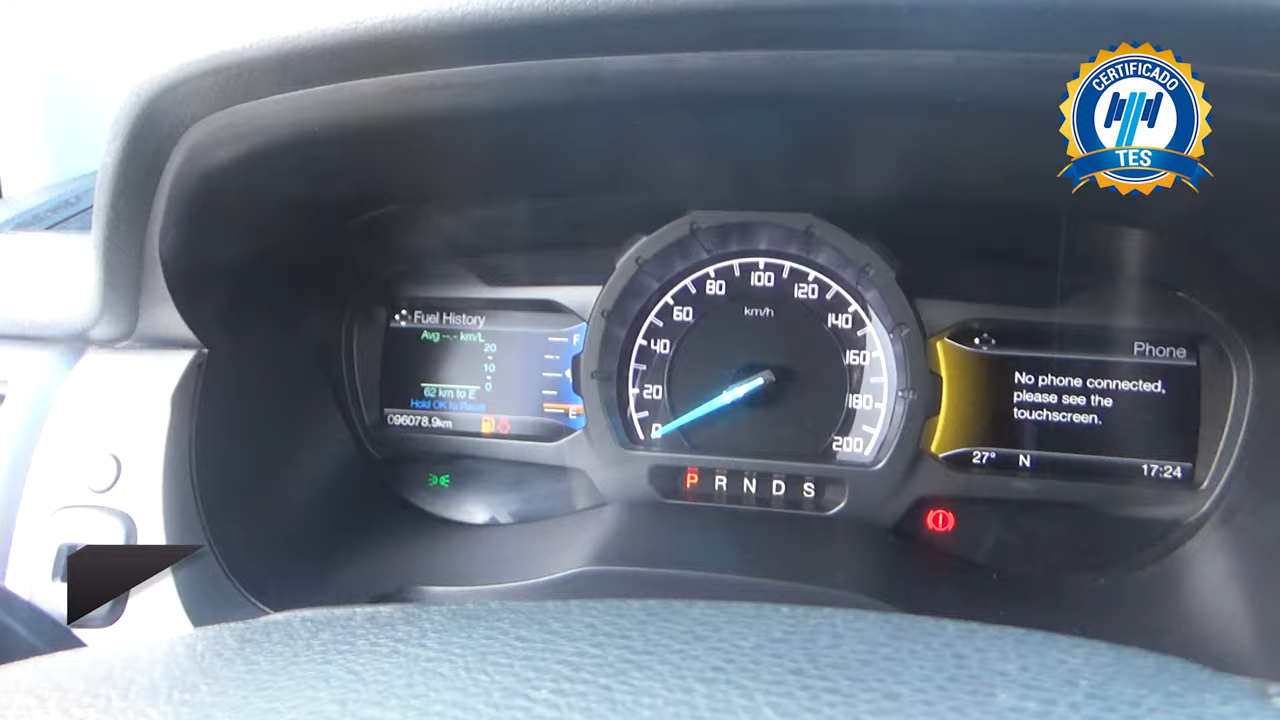 CERTIFICADO
TES
Fuel History
Avg --.- km/L
20
10
0
62 km to E
Hold OK to Reset
096078.9km
F
E
0
20
40
60
80
100
120
140
160
180
200
km/h
P R N D S
Phone
No phone connected,
please see the
touchscreen.
27° N
17:24